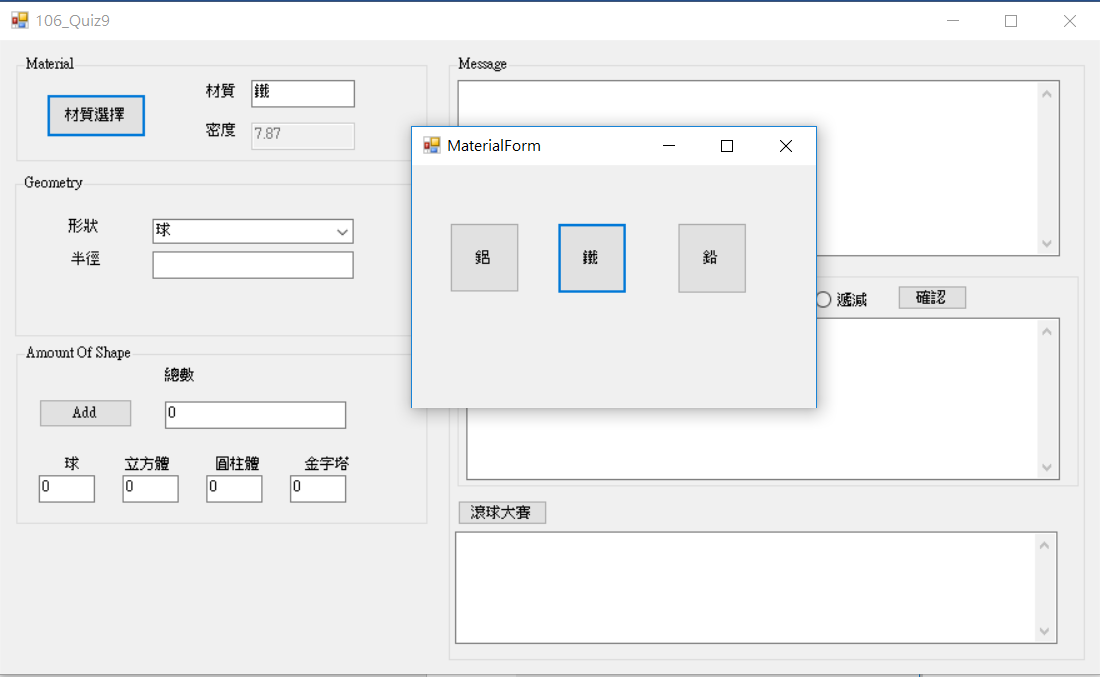 106_Quiz9
Material
材質選擇
材質
鐵
密度
7.87
Geometry
形狀
球
半徑
Amount Of Shape
總數
Add
0
球
立方體
圓柱體
金字塔
0
0
0
0
Message
MaterialForm
鋁
鐵
鉛
遞減
確認
滾球大賽